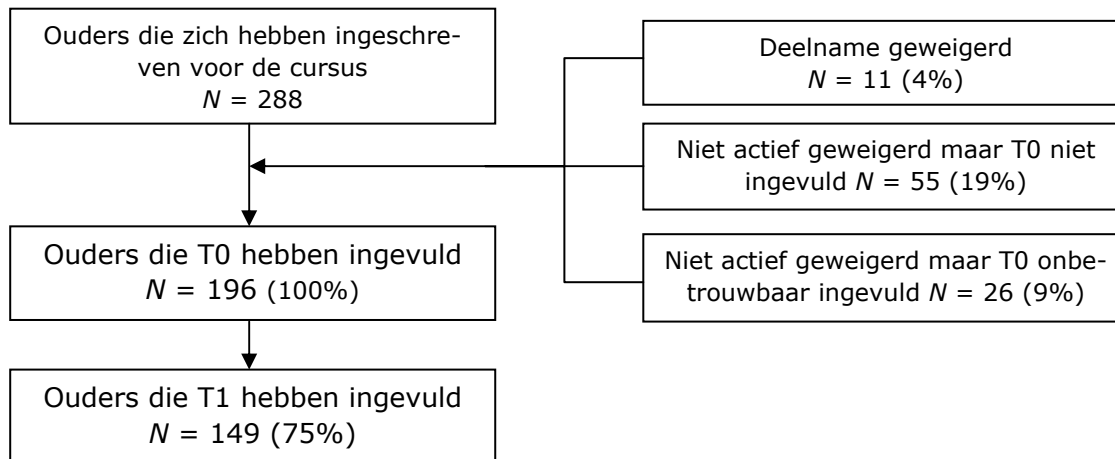 Ouders die zich hebben ingeschre-
ven voor de cursus
N = 288
Deelname geweigerd
N = 11 (4%)
Niet actief geweigerd maar T0 niet
ingevuld N = 55 (19%)
Ouders die T0 hebben ingevuld
N = 196 (100%)
Niet actief geweigerd maar T0 onbe-
trouwbaar ingevuld N = 26 (9%)
Ouders die T1 hebben ingevuld
N = 149 (75%)